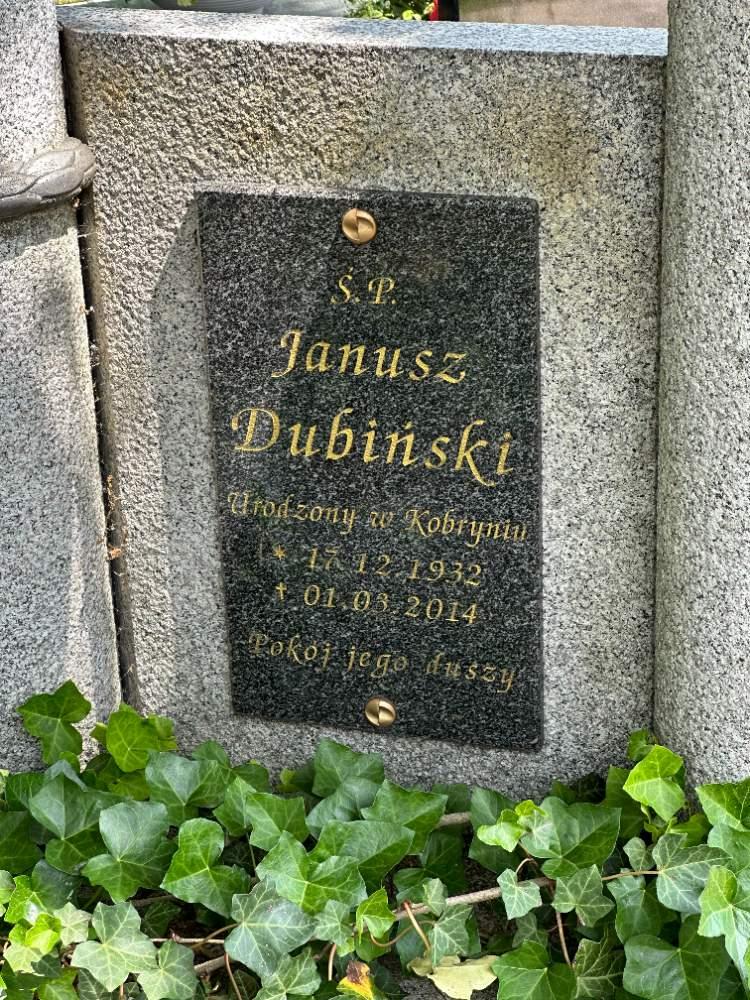 Ś.P.
Janusz
Dubiński
Urodzony w Kobryniu
* 17.12.1932
✝ 01.03.2014
Pokój jego duszy